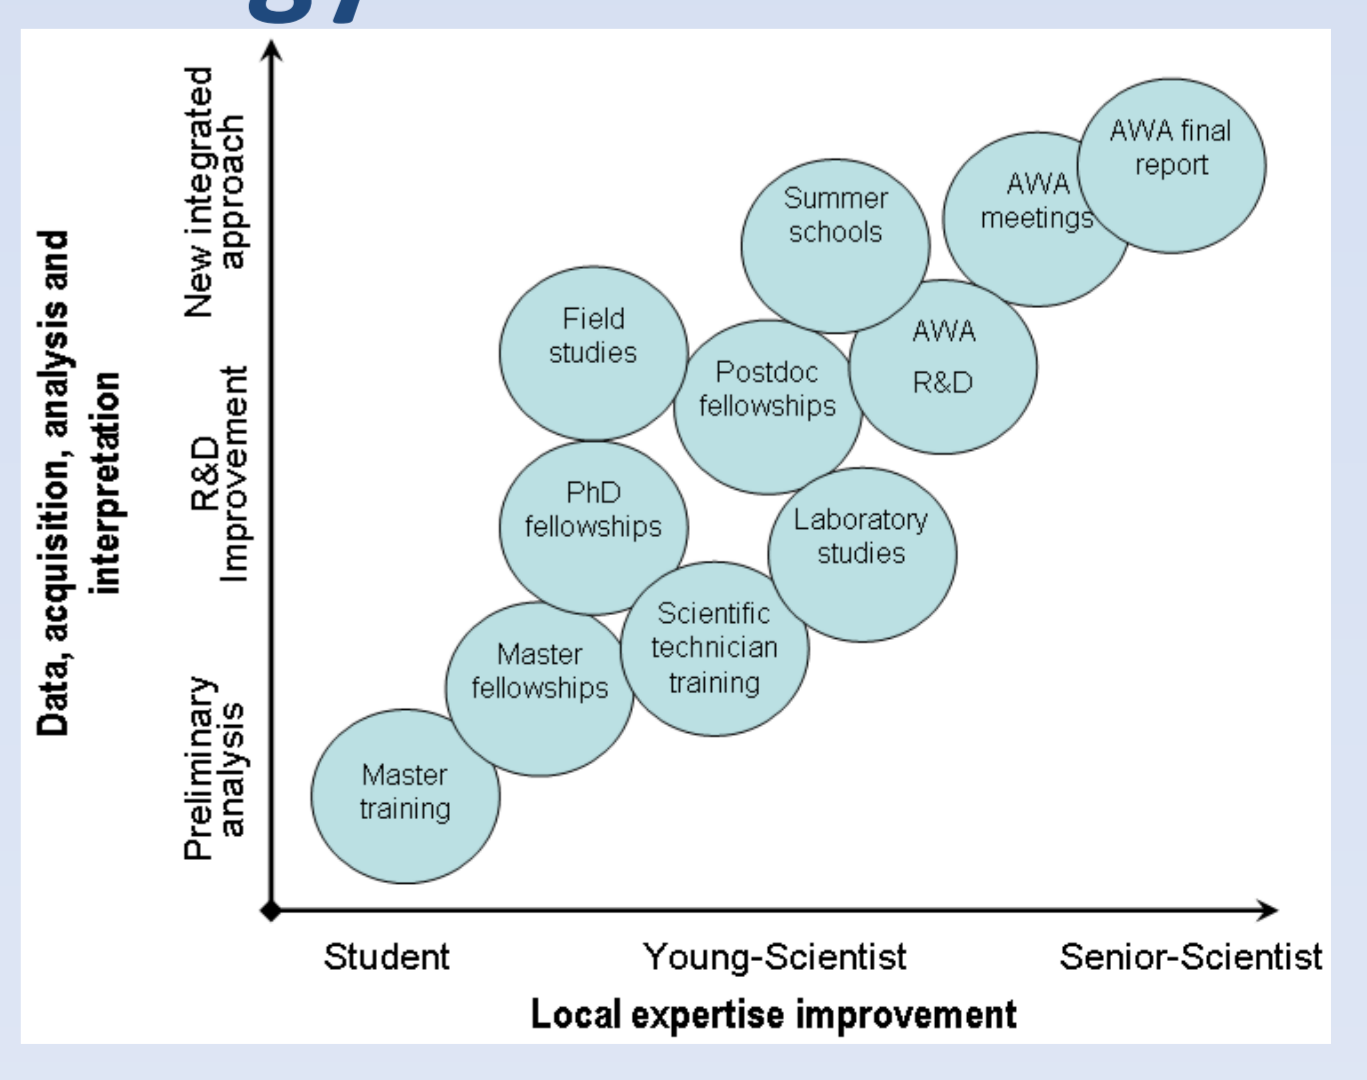 New integrated
approach
R&D
Improvement
Preliminary
analysis
Data, acquisition, analysis and
interpretation
AWA final
report
AWA
meetings
Summer
schools
Field
studies
AWA
R&D
Postdoc
fellowships
PhD
fellowships
Laboratory
studies
Scientific
technician
training
Master
fellowships
Master
training
Student
Young-Scientist
Senior-Scientist
Local expertise improvement